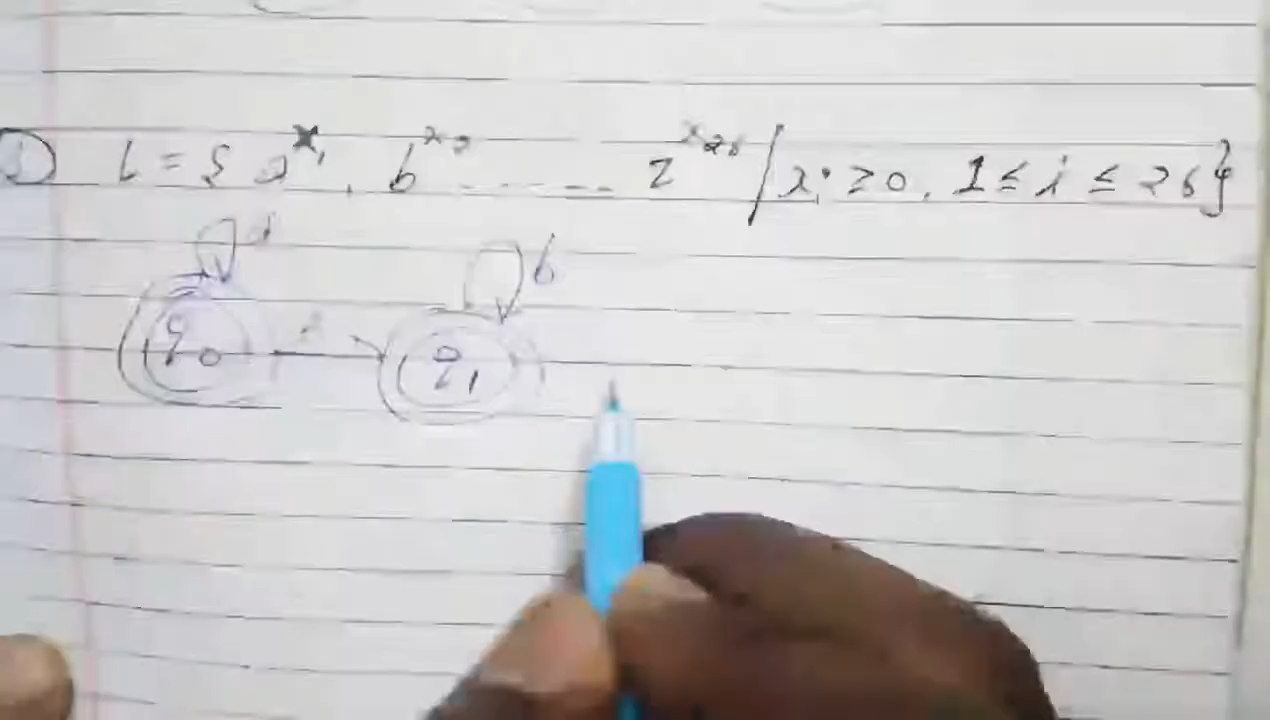 L = { a^x1, b^x2 ------ z^x26 / xi ≥ 0, 1 ≤ i ≤ 26 }
b
q0 q1